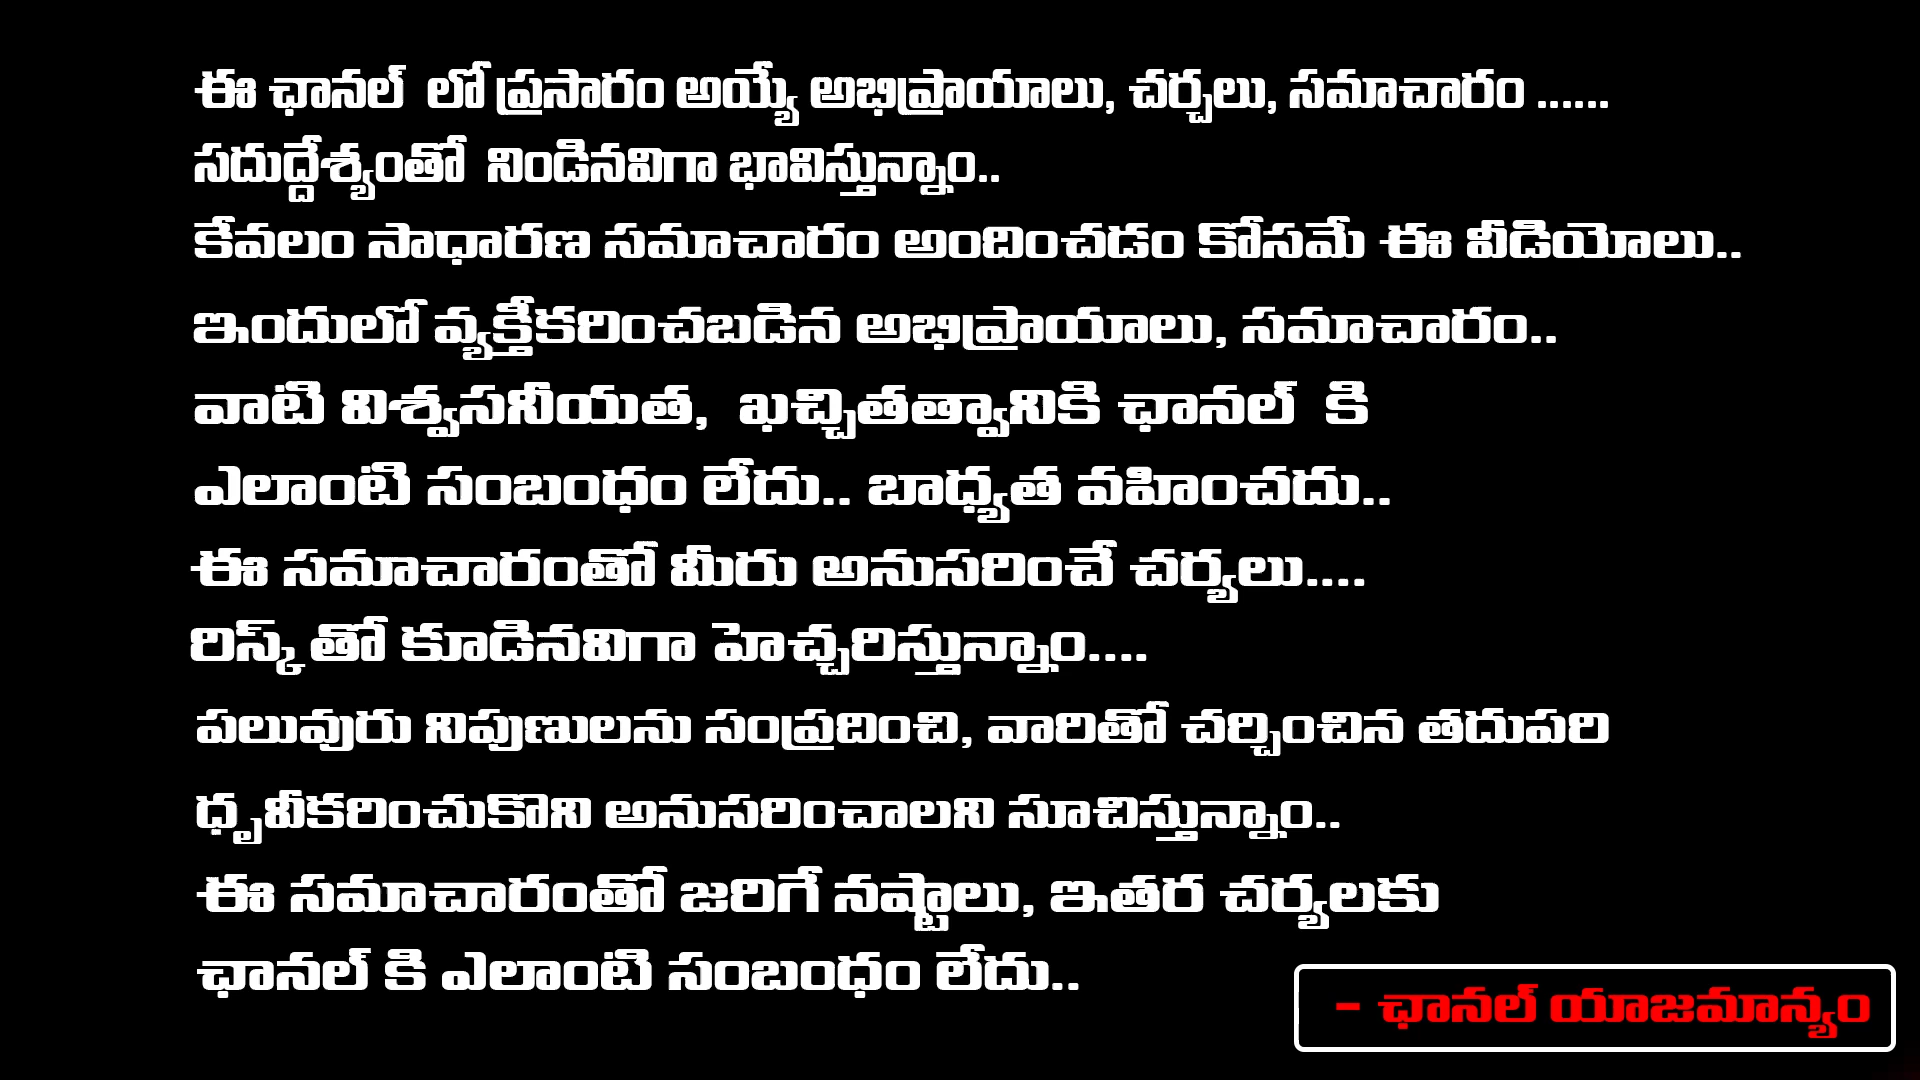 ఈ ఛానల్ లో ప్రసారం అయ్యే అభిప్రాయాలు, చర్చలు, సమాచారం ......
సదుద్దేశ్యంతో నిండినవిగా భావిస్తున్నాం..
కేవలం సాధారణ సమాచారం అందించడం కోసమే ఈ వీడియోలు..
ఇందులో వ్యక్తీకరించబడిన అభిప్రాయాలు, సమాచారం..
వాటి విశ్వసనీయత, ఖచ్చితత్వానికి ఛానల్ కి
ఎలాంటి సంబంధం లేదు.. బాధ్యత వహించదు..
ఈ సమాచారంతో మీరు అనుసరించే చర్యలు....
రిస్క్ తో కూడినవిగా హెచ్చరిస్తున్నాం....
పలువురు నిపుణులను సంప్రదించి, వారితో చర్చించిన తదుపరి
ధృవీకరించుకొని అనుసరించాలని సూచిస్తున్నాం..
ఈ సమాచారంతో జరిగే నష్టాలు, ఇతర చర్యలకు
ఛానల్ కి ఎలాంటి సంబంధం లేదు..
- ఛానల్ యాజమాన్యం